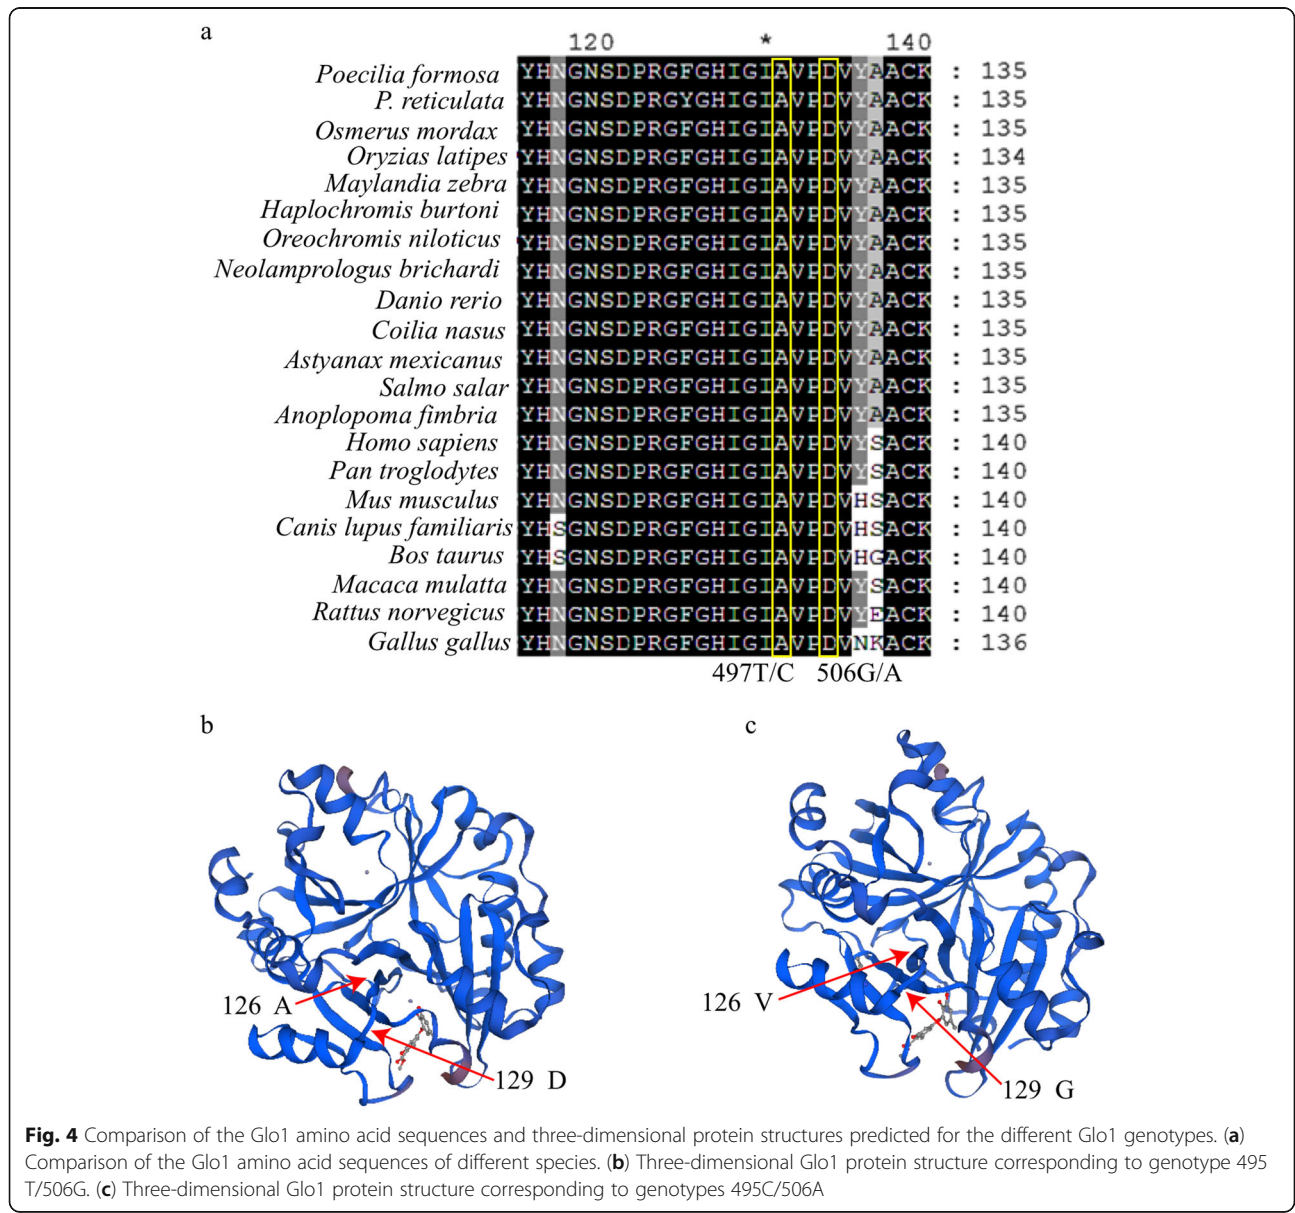 a
120 * 140
Poecilia formosa YHNGNSDPRGFGHIGIAVPDVYAACK : 135
P. reticulata YHNGNSDPRGYGHIGIAVPDVYAACK : 135
Osmerus mordax YHNGNSDPRGFGHIGIAVPDVYAACK : 135
Oryzias latipes YHNGNSDPRGFGHIGIAVPDVYAACK : 134
Maylandia zebra YHNGNSDPRGFGHIGIAVPDVYAACK : 135
Haplochromis burtoni YHNGNSDPRGFGHIGIAVPDVYAACK : 135
Oreochromis niloticus YHNGNSDPRGFGHIGIAVPDVYAACK : 135
Neolamprologus brichardi YHNGNSDPRGFGHIGIAVPDVYAACK : 135
Danio rerio YHNGNSDPRGFGHIGIAVPDVYAACK : 135
Coilia nasus YHNGNSDPRGFGHIGIAVPDVYAACK : 135
Astyanax mexicanus YHNGNSDPRGFGHIGIAVPDVYAACK : 135
Salmo salar YHNGNSDPRGFGHIGIAVPDVYAACK : 135
Anoplopoma fimbria YHNGNSDPRGFGHIGIAVPDVYAACK : 135
Homo sapiens YHNGNSDPRGFGHIGIAVPDVYSACK : 140
Pan troglodytes YHNGNSDPRGFGHIGIAVPDVYSACK : 140
Mus musculus YHNGNSDPRGFGHIGIAVPDVHSACK : 140
Canis lupus familiaris YHSGNSDPRGFGHIGIAVPDVHSACK : 140
Bos taurus YHSGNSDPRGFGHIGIAVPDVHGACK : 140
Macaca mulatta YHNGNSDPRGFGHIGIAVPDVYSACK : 140
Rattus norvegicus YHNGNSDPRGFGHIGIAVPDVYEACK : 140
Gallus gallus YHNGNSDPRGFGHIGIAVPDVNKACK : 136
497T/C 506G/A
b
126 A
129 D
c
126 V
129 G
Fig. 4 Comparison of the Glo1 amino acid sequences and three-dimensional protein structures predicted for the different Glo1 genotypes. (a)
Comparison of the Glo1 amino acid sequences of different species. (b) Three-dimensional Glo1 protein structure corresponding to genotype 495
T/506G. (c) Three-dimensional Glo1 protein structure corresponding to genotypes 495C/506A